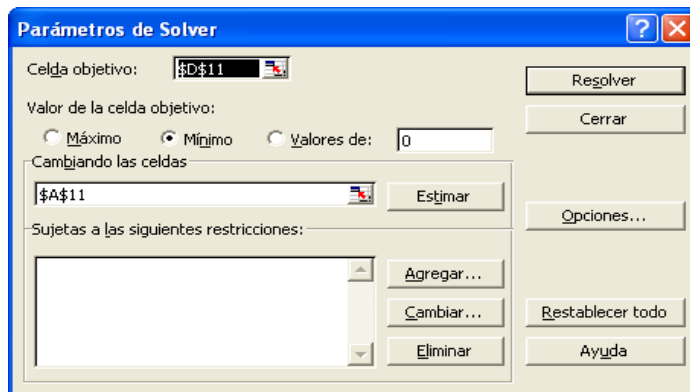 Parámetros de Solver
Celda objetivo: $D$11
Resolver
Valor de la celda objetivo:
Cerrar
Máximo Mínimo Valores de: 0
Cambiando las celdas
$A$11 Estimar
Opciones...
Sujetas a las siguientes restricciones:
Agregar...
Cambiar... Restablecer todo
Eliminar Ayuda